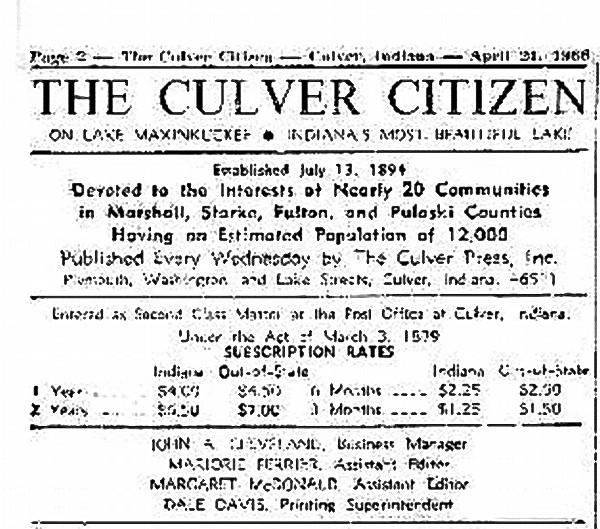 Page 2 — The Culver Citizen — Culver, Indiana — April 21, 1966
THE CULVER CITIZEN
ON LAKE MAXINKUCKEE ● INDIANA'S MOST BEAUTIFUL LAKE
Established July 13, 1894
Devoted to the Interests of Nearly 20 Communities
in Marshall, Starke, Fulton, and Pulaski Counties
Having an Estimated Population of 12,000
Published Every Wednesday by The Culver Press, Inc.
Plymouth, Washington and Lake Streets, Culver, Indiana, 46511
Entered as Second Class Matter at the Post Office at Culver, Indiana,
Under the Act of March 3, 1879
SUBSCRIPTION RATES
Indiana Out-of-State Indiana Out-of-State
1 Year $4.00 $4.50 6 Months ---- $2.25 $2.50
2 Years $7.00 3 Months ---- $1.25 $1.50
JOHN A. CLEVELAND, Business Manager
MARJORIE FERRIER, Assistant Editor
MARGARET McDONALD, Assistant Editor
DALE DAVIS, Printing Superintendent